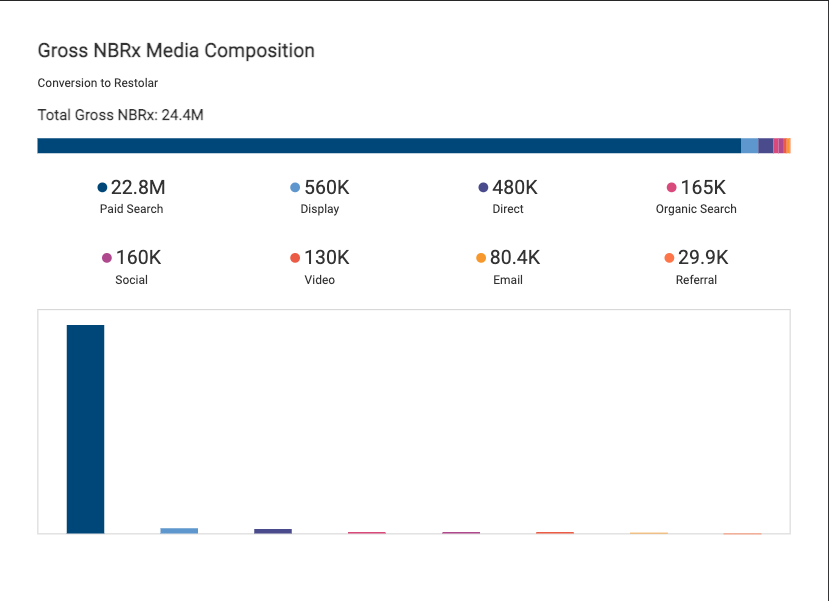 Gross NBRx Media Composition
Conversion to Restolar
Total Gross NBRx: 24.4M
22.8M
Paid Search
560K
Display
480K
Direct
165K
Organic Search
160K
Social
130K
Video
80.4K
Email
29.9K
Referral